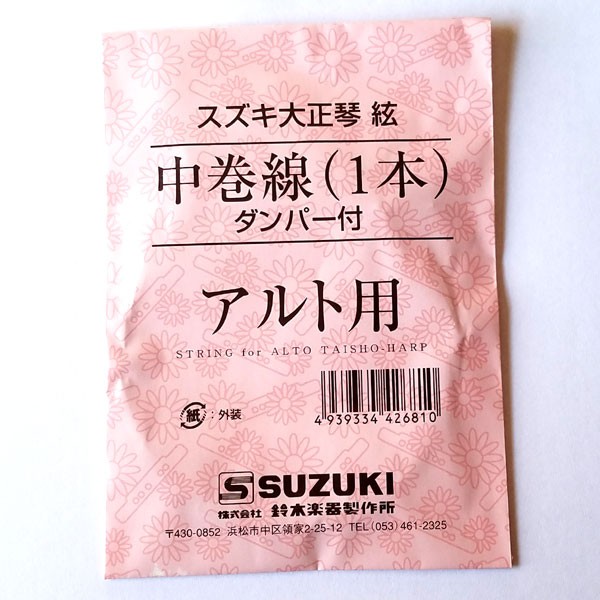 スズキ大正琴 絃
中巻線(1本)
ダンパー付
アルト用
STRING for ALTO TAISHO-HARP
紙:外装
4 939334 426810
S SUZUKI
株式会社 鈴木楽器製作所
〒430-0852 浜松市中区領家2-25-12 TEL(053)461-2325